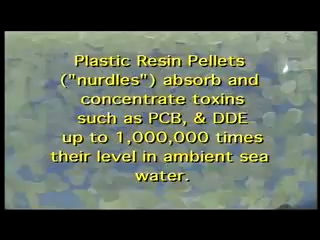 Plastic Resin Pellets
("nurdles") absorb and
concentrate toxins
such as PCB, & DDE
up to 1,000,000 times
their level in ambient sea
water.